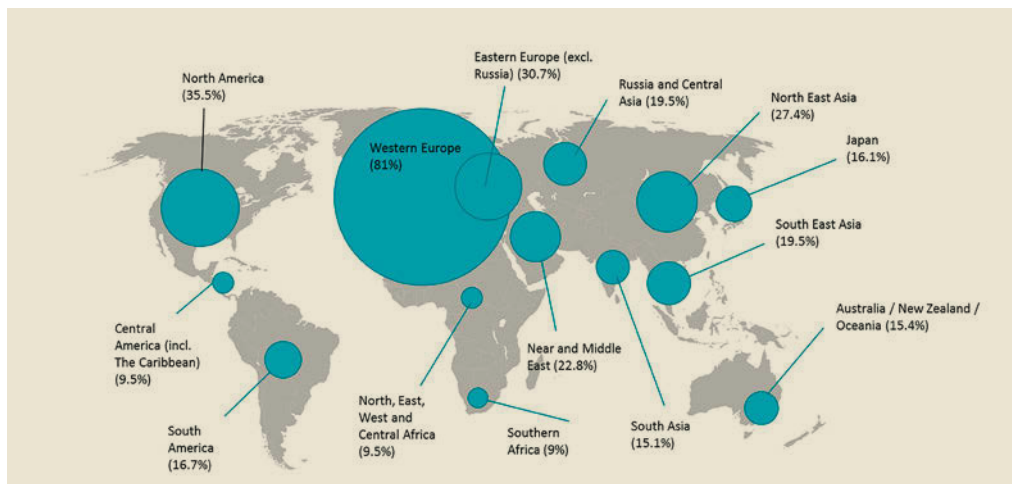 North America
(35.5%)
Eastern Europe (excl.
Russia) (30.7%)
Russia and Central
Asia (19.5%)
North East Asia
(27.4%)
Japan
(16.1%)
Western Europe
(81%)
South East Asia
(19.5%)
Australia / New Zealand /
Oceania (15.4%)
Central
America (incl.
The Caribbean)
(9.5%)
Near and Middle
East (22.8%)
North, East,
West and
Central Africa
(9.5%)
South
America
(16.7%)
Southern
Africa (9%)
South Asia
(15.1%)